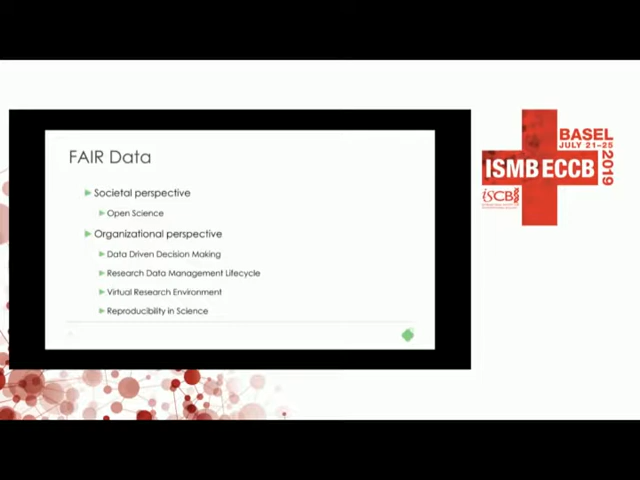 FAIR Data
Societal perspective
Open Science
Organizational perspective
Data Driven Decision Making
Research Data Management Lifecycle
Virtual Research Environment
Reproducibility in Science
BASEL
JULY 21-25
2019
ISMB ECCB
ISCB